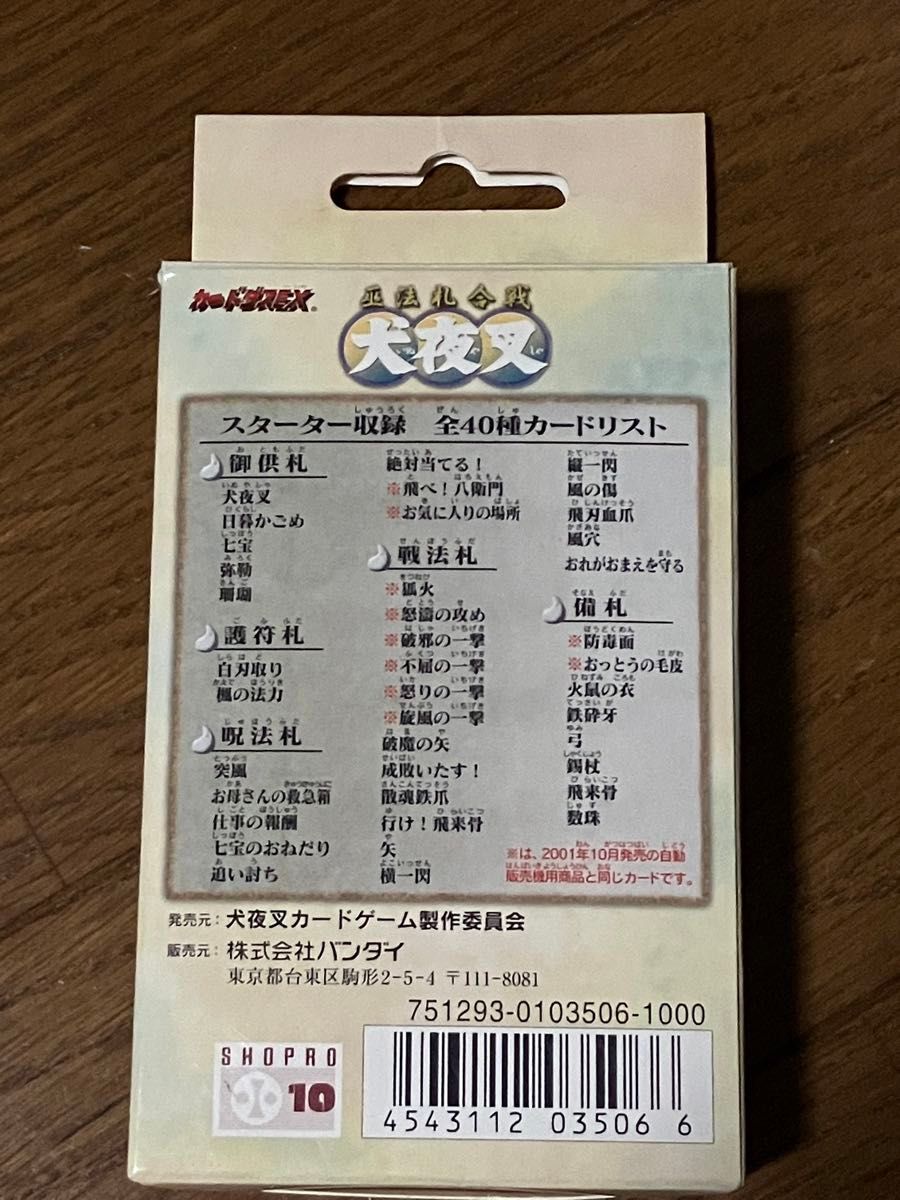 カードダスEX
巫法札合戦
犬夜叉
スターター収録 全40種カードリスト
御供札
犬夜叉
日暮かごめ
七宝
弥勒
珊瑚
護符札
白刃取り
楓の法力
呪法札
突風
お母さんの救急箱
仕事の報酬
七宝のおねだり
追い討ち
絶対当てる!
※飛べ!八衛門
※お気に入りの場所
戦法札
※狐火
※怒濤の攻め
※破邪の一撃
※不屈の一撃
※怒りの一撃
※旋風の一撃
破魔の矢
成敗いたす!
散魂鉄爪
行け!飛来骨
矢
横一閃
縦一閃
風の傷
飛刃血爪
風穴
おれがおまえを守る
備札
※防毒面
※おっとうの毛皮
火鼠の衣
鉄砕牙
弓
錫杖
飛来骨
数珠
※は、2001年10月発売の自動
販売機用商品と同じカードです。
発売元:犬夜叉カードゲーム製作委員会
販売元:株式会社バンダイ
東京都台東区駒形2-5-4 〒111-8081
751293-0103506-1000
SHOPRO
10
4543112 03506 6